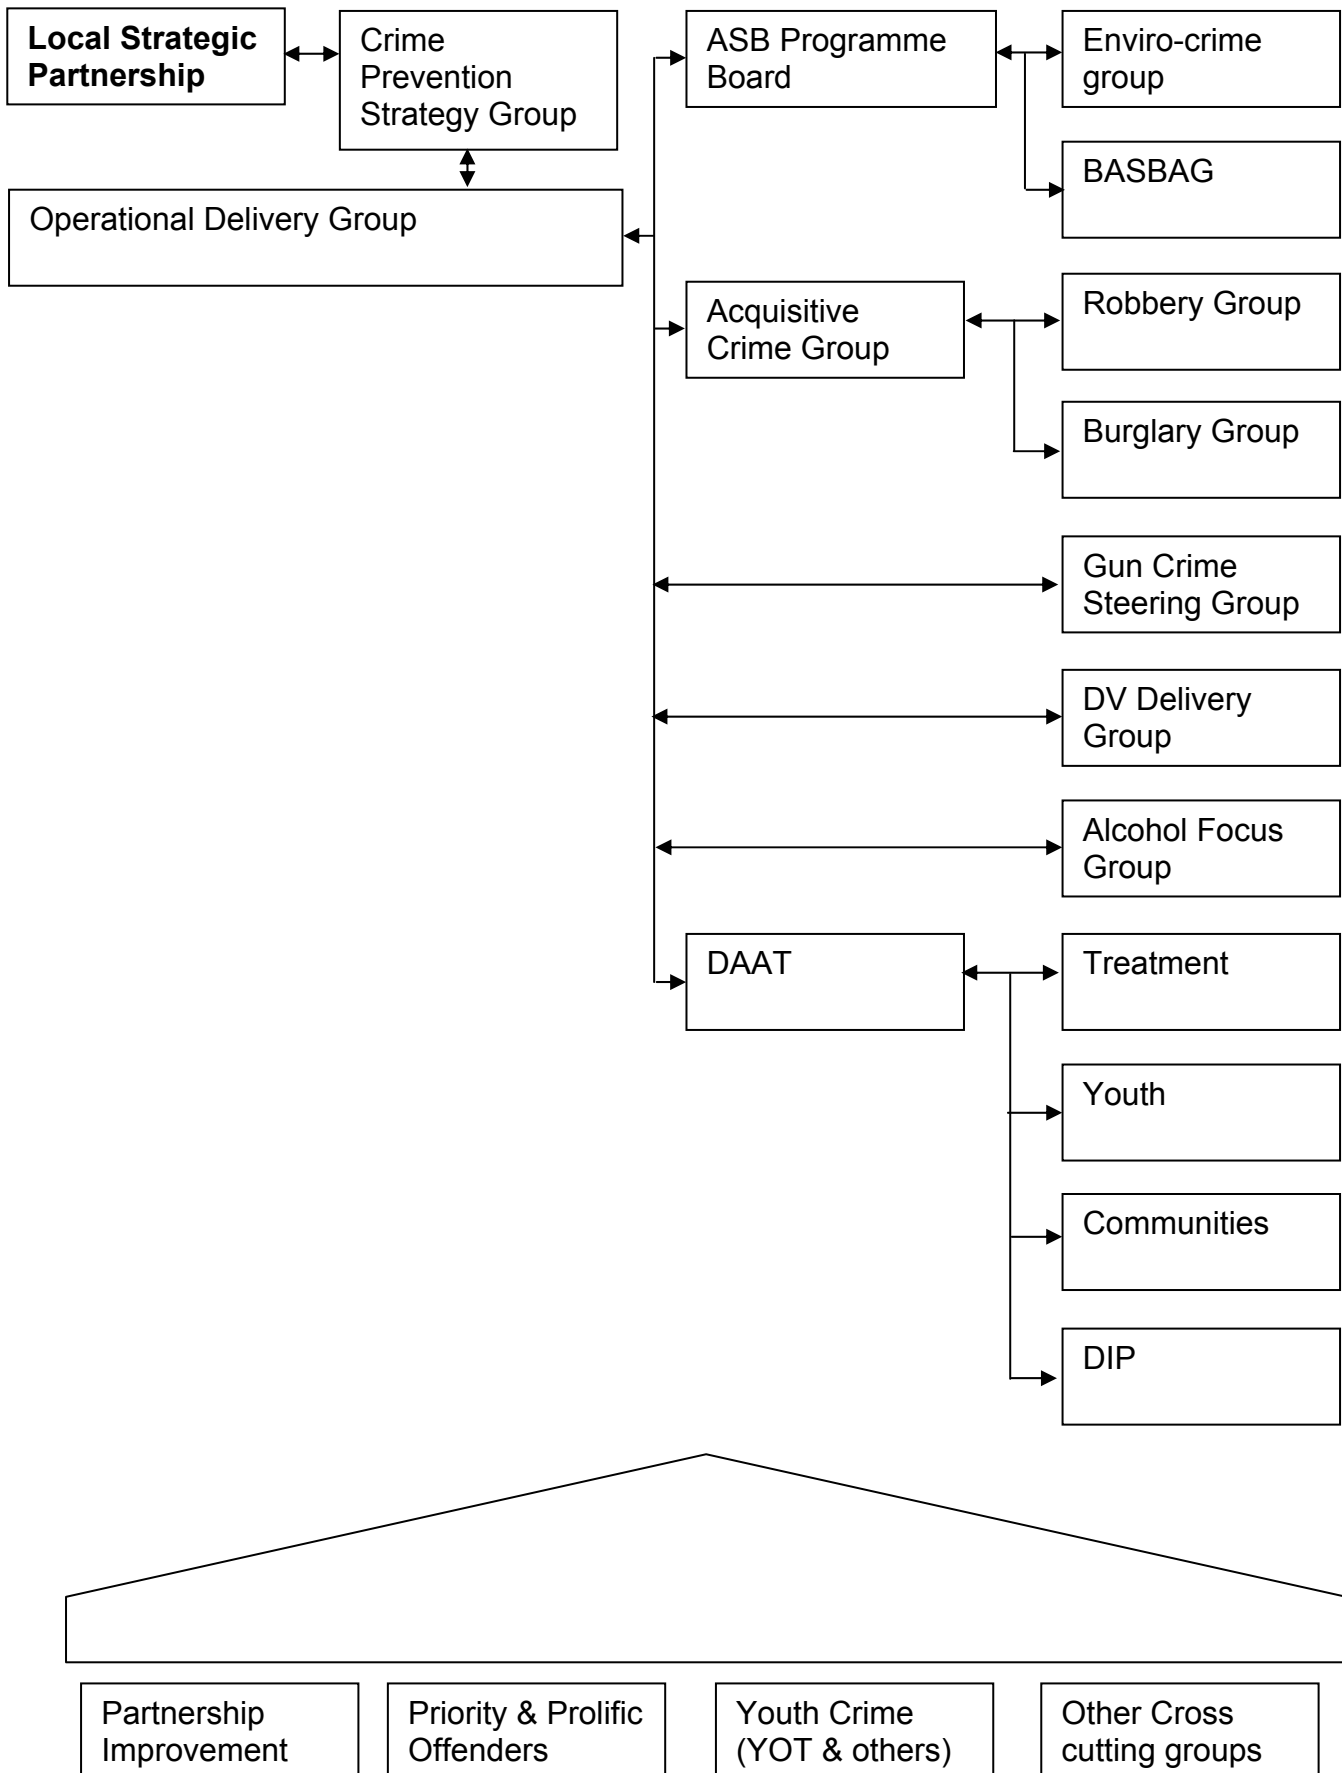 Local Strategic
Partnership
Crime
Prevention
Strategy Group
Operational Delivery Group
ASB Programme
Board
Enviro-crime
group
BASBAG
Acquisitive
Crime Group
Robbery Group
Burglary Group
Gun Crime
Steering Group
DV Delivery
Group
Alcohol Focus
Group
DAAT
Treatment
Youth
Communities
DIP
Partnership
Improvement
Priority & Prolific
Offenders
Youth Crime
(YOT & others)
Other Cross
cutting groups